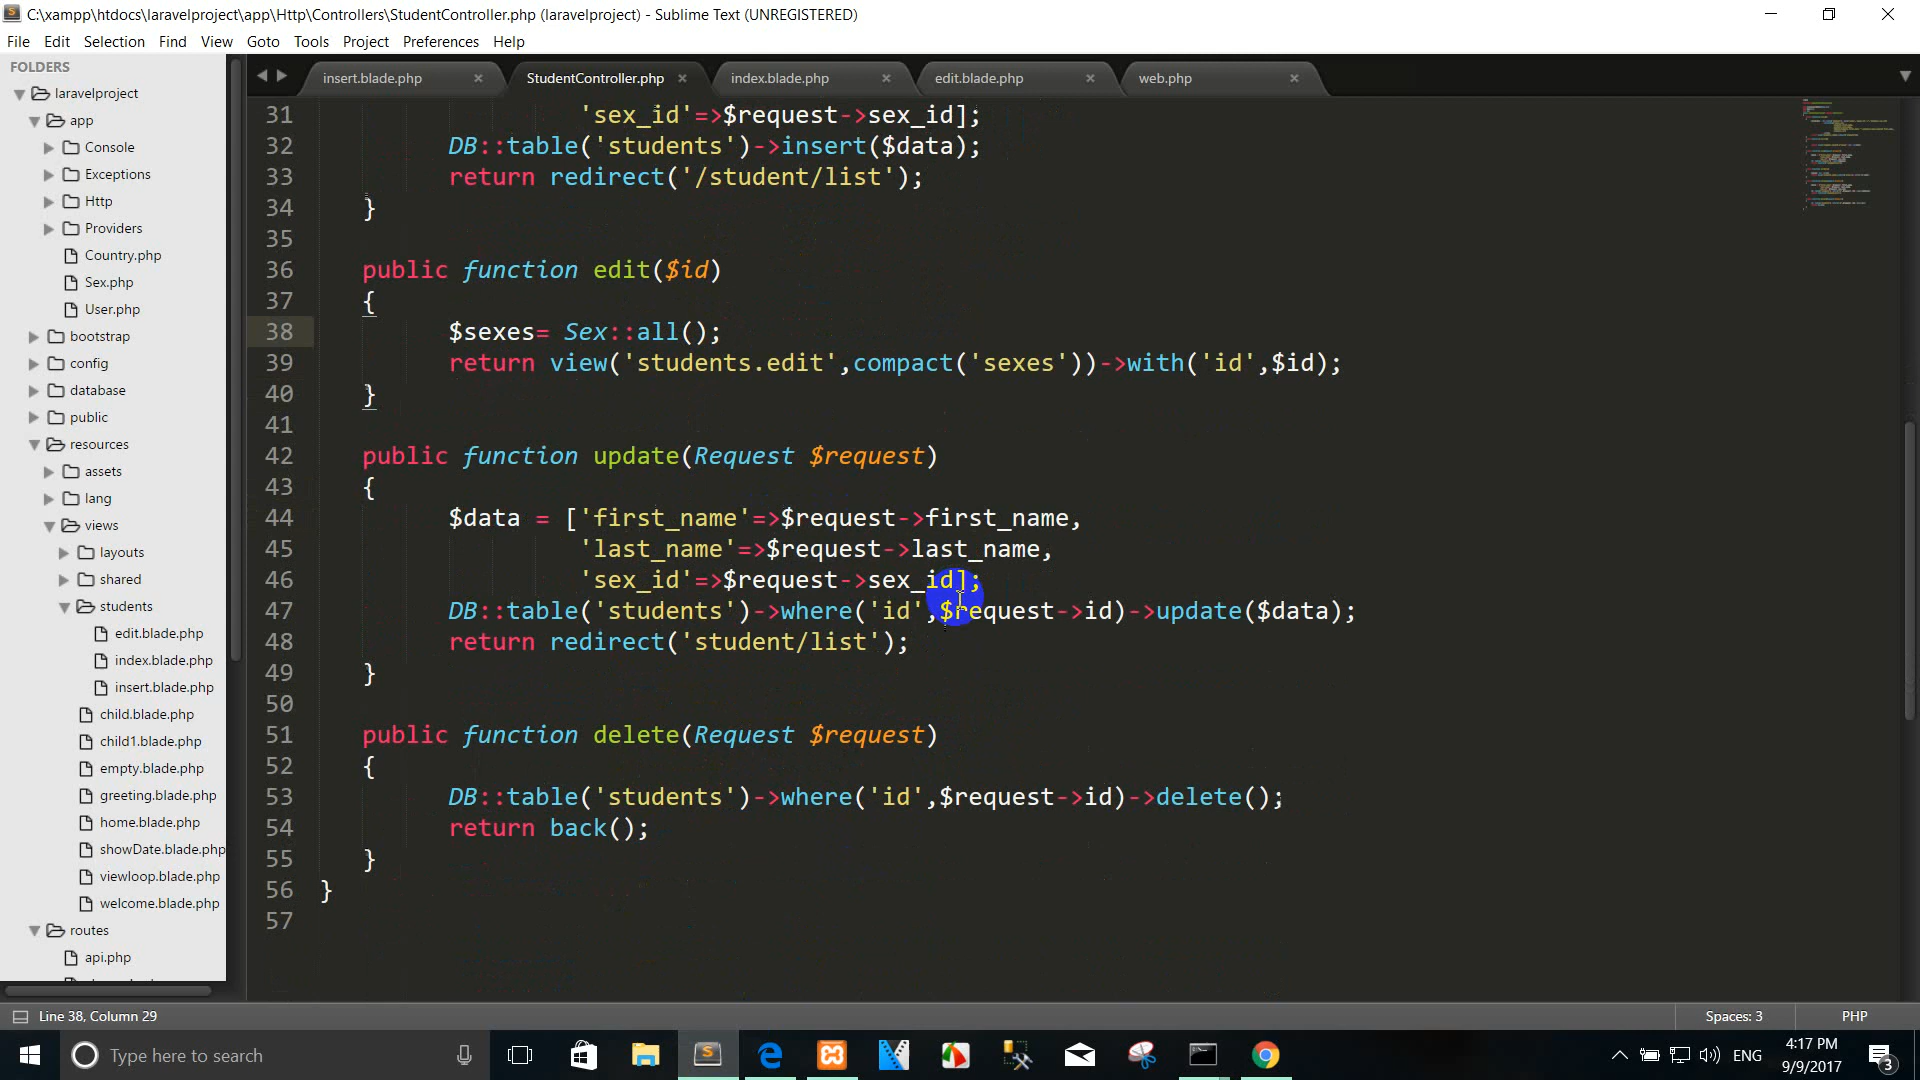 C:\xampp\htdocs\laravelproject\app\Http\Controllers\StudentController.php (laravelproject) - Sublime Text (UNREGISTERED)
File Edit Selection Find View Goto Tools Project Preferences Help
FOLDERS
laravelproject
app
Console
Exceptions
Http
Providers
Country.php
Sex.php
User.php
bootstrap
config
database
public
resources
assets
lang
views
layouts
shared
students
edit.blade.php
index.blade.php
insert.blade.php
child.blade.php
child1.blade.php
empty.blade.php
greeting.blade.php
home.blade.php
showDate.blade.php
viewloop.blade.php
welcome.blade.php
routes
api.php
insert.blade.php StudentController.php index.blade.php edit.blade.php web.php
31 'sex_id'=>$request->sex_id];
32 DB::table('students')->insert($data);
33 return redirect('/student/list');
34 }
35
36 public function edit($id)
37 {
38 $sexes= Sex::all();
39 return view('students.edit',compact('sexes'))->with('id',$id);
40 }
41
42 public function update(Request $request)
43 {
44 $data = ['first_name'=>$request->first_name,
45 'last_name'=>$request->last_name,
46 'sex_id'=>$request->sex_id];
47 DB::table('students')->where('id',$request->id)->update($data);
48 return redirect('student/list');
49 }
50
51 public function delete(Request $request)
52 {
53 DB::table('students')->where('id',$request->id)->delete();
54 return back();
55 }
56 }
57
Line 38, Column 29
Spaces: 3
PHP
Type here to search
ENG
4:17 PM
9/9/2017
3